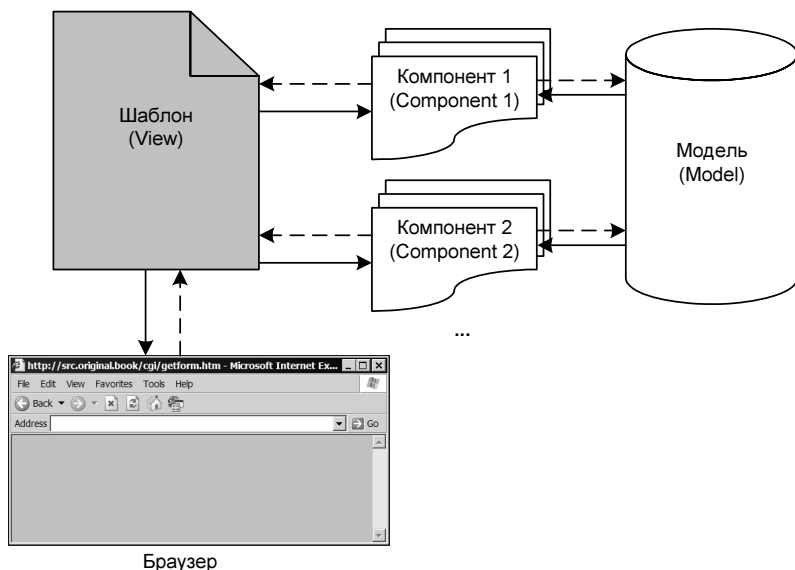 Шаблон
(View)
Компонент 1
(Component 1)
Модель
(Model)
Компонент 2
(Component 2)
...
http://src.original.book/cgi/getform.htm - Microsoft Internet Ex...
File Edit View Favorites Tools Help
Back
Address Go
Браузер